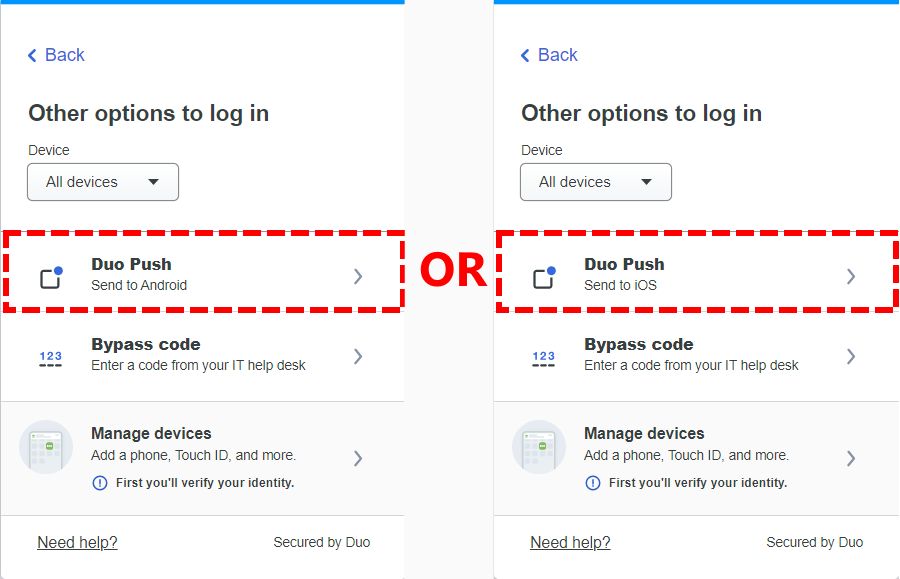 Back
Other options to log in
Device
All devices
Duo Push
Send to Android
123
Bypass code
Enter a code from your IT help desk
Manage devices
Add a phone, Touch ID, and more.
First you'll verify your identity.
Need help?
Secured by Duo
OR
Back
Other options to log in
Device
All devices
Duo Push
Send to iOS
123
Bypass code
Enter a code from your IT help desk
Manage devices
Add a phone, Touch ID, and more.
First you'll verify your identity.
Need help?
Secured by Duo